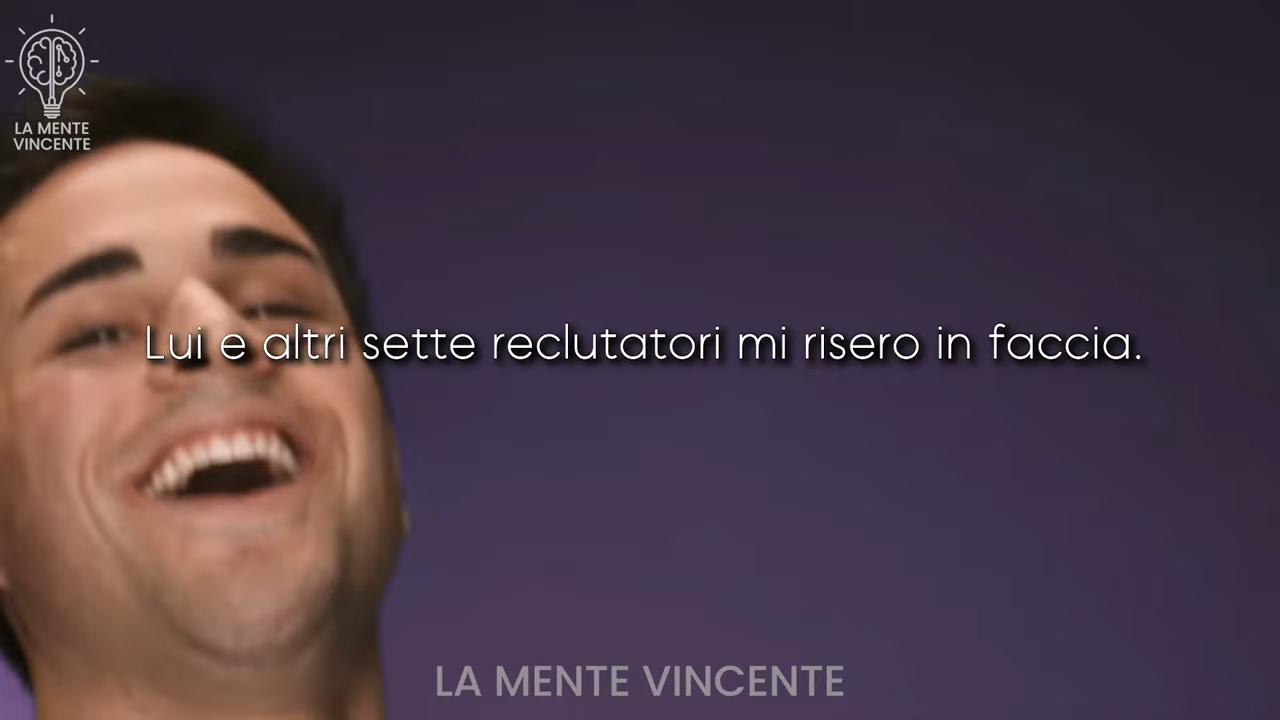 LA MENTE
VINCENTE
Lui e altri sette reclutatori mi risero in faccia.
LA MENTE VINCENTE